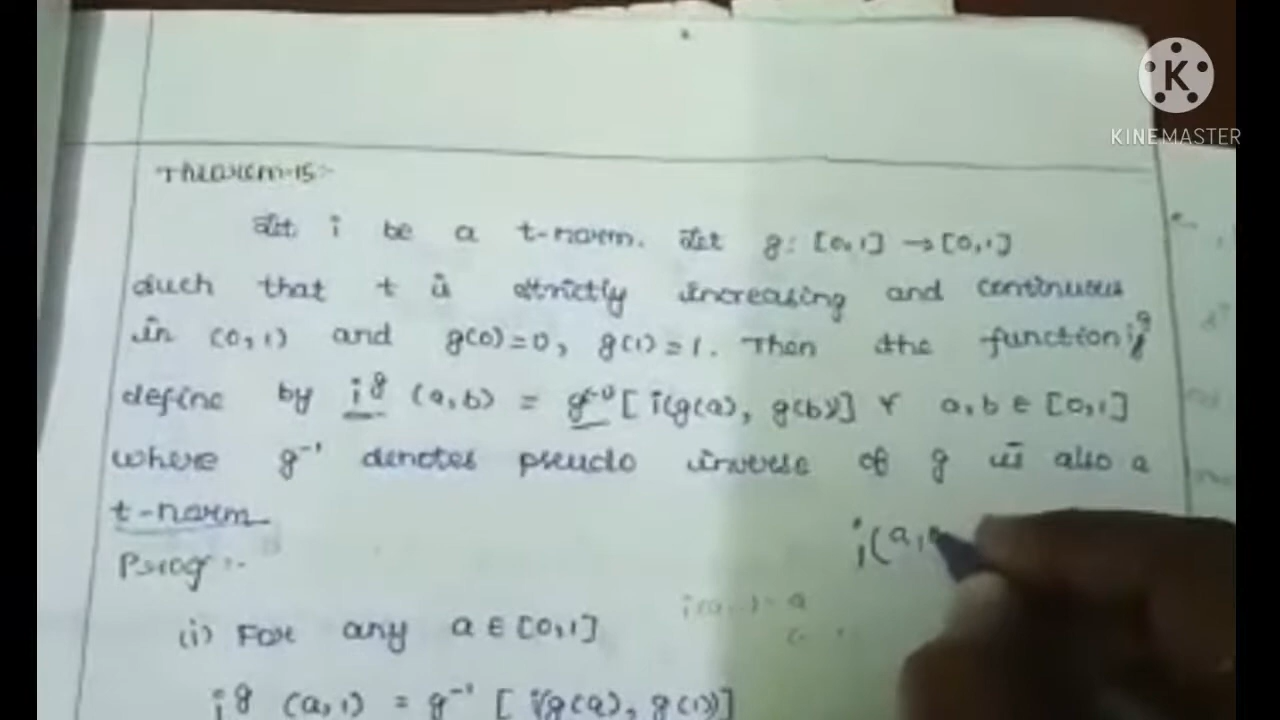 K
KINEMASTER
Theorem-15:-
Let i be a t-norm. Let g: [0,1] → [0,1]
such that t is strictly increasing and continuous
in (0,1) and g(0)=0, g(1)=1. Then the function i^g
define by i^g (a,b) = g^(-1) [ i(g(a), g(b))] ∀ a,b ∈ [0,1]
where g^-1 denotes pseudo inverse of g is also a
t-norm
i(a,
Proof :-
i(a,1) = a
(i) For any a ∈ [0,1]
i^g (a,1) = g^-1 [ i(g(a), g(1))]